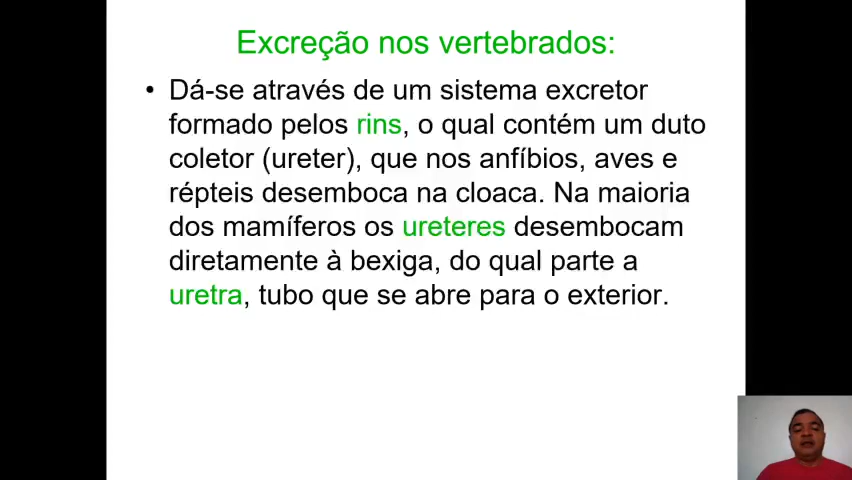 Excreção nos vertebrados:
• Dá-se através de um sistema excretor
formado pelos rins, o qual contém um duto
coletor (ureter), que nos anfíbios, aves e
répteis desemboca na cloaca. Na maioria
dos mamíferos os ureteres desembocam
diretamente à bexiga, do qual parte a
uretra, tubo que se abre para o exterior.